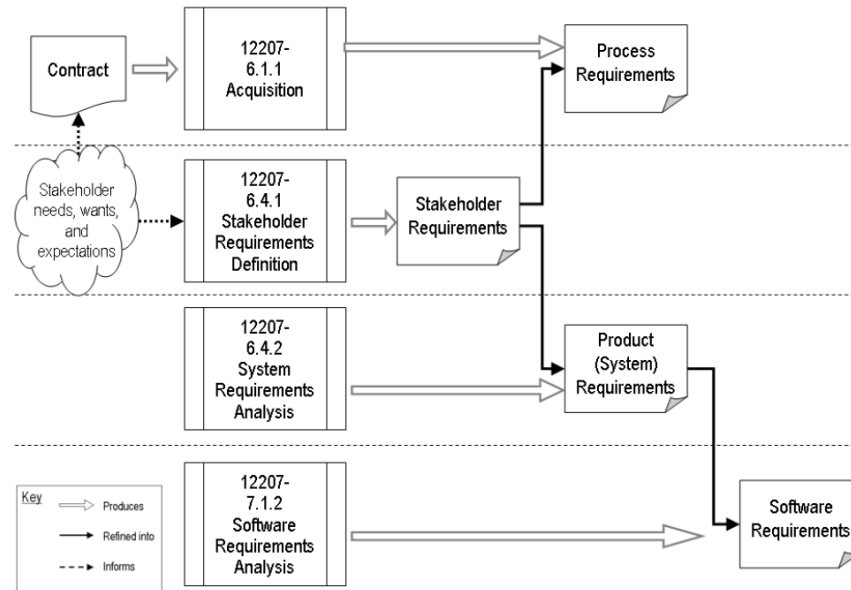 Contract
12207-
6.1.1
Acquisition
Process
Requirements
Stakeholder
needs, wants,
and
expectations
12207-
6.4.1
Stakeholder
Requirements
Definition
Stakeholder
Requirements
12207-
6.4.2
System
Requirements
Analysis
Product
(System)
Requirements
Key
Produces
Refined into
Informs
12207-
7.1.2
Software
Requirements
Analysis
Software
Requirements